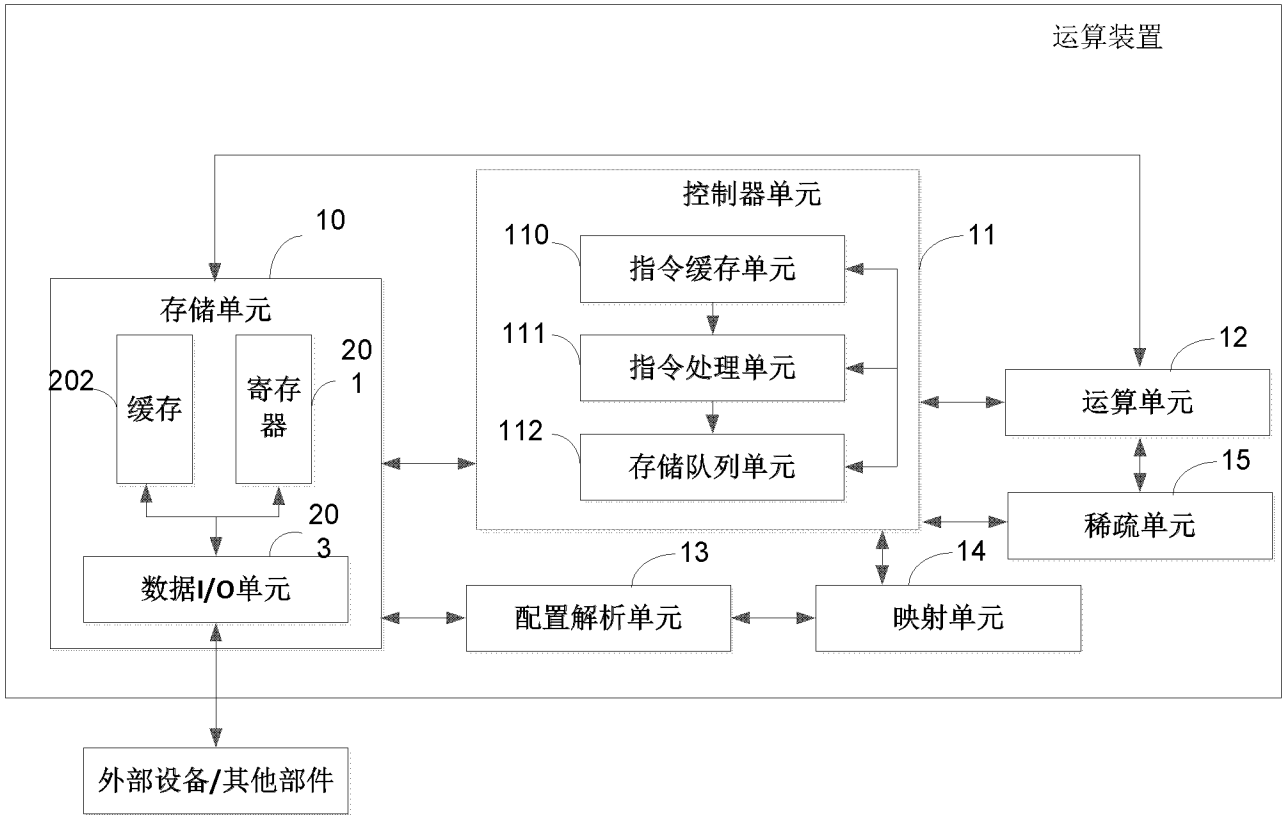 运算装置
控制器单元
10
110
指令缓存单元
11
存储单元
111
指令处理单元
12
202
缓存
寄存
器
20
1
运算单元
112
存储队列单元
15
20
3
稀疏单元
数据I/O单元
13
配置解析单元
14
映射单元
外部设备/其他部件